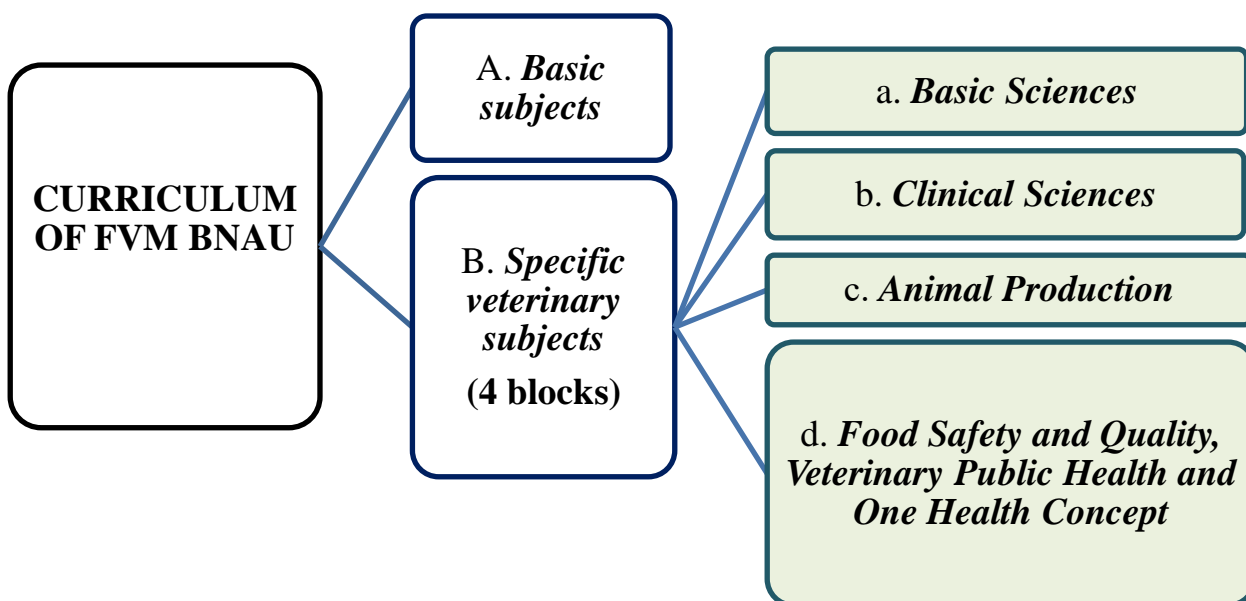 CURRICULUM
OF FVM BNAU
A. Basic
subjects
B. Specific
veterinary
subjects
(4 blocks)
a. Basic Sciences
b. Clinical Sciences
c. Animal Production
d. Food Safety and Quality,
Veterinary Public Health and
One Health Concept